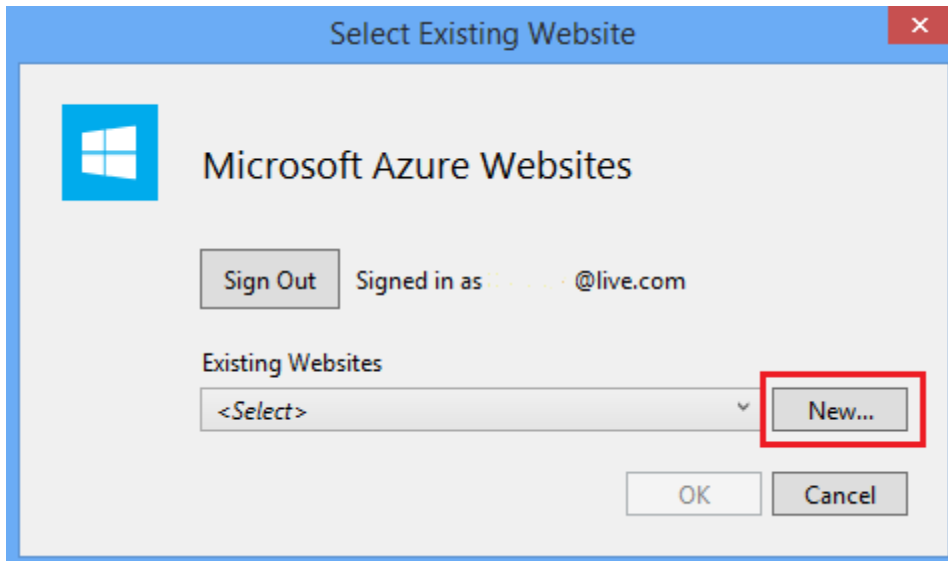 Select Existing Website
Microsoft Azure Websites
Sign Out Signed in as @live.com
Existing Websites
<Select> New...
OK Cancel